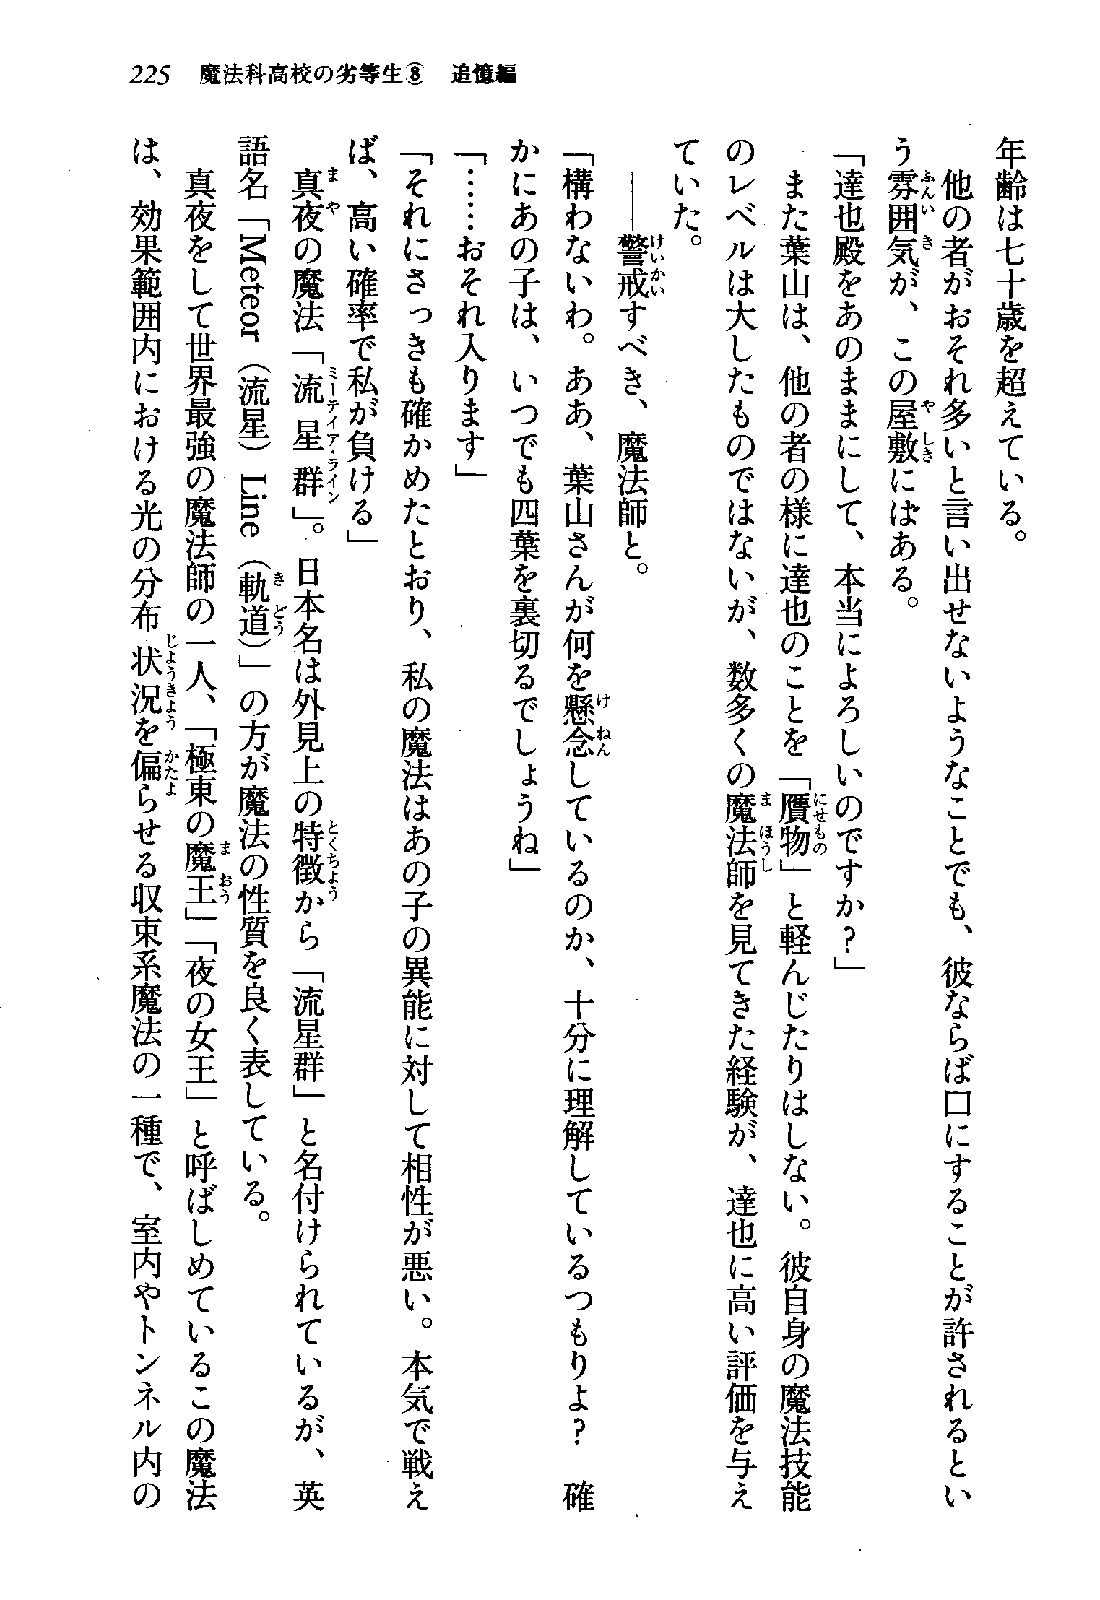 225 魔法科高校の劣等生⑧ 追憶編
年齢は七十歳を超えている。
他の者がおそれ多いと言い出せないようなことでも、彼ならば口にすることが許されるとい
う雰囲気が、この屋敷にはある。
「達也殿をあのままにして、本当によろしいのですか?」
また葉山は、他の者の様に達也のことを「贋物」と軽んじたりはしない。彼自身の魔法技能
のレベルは大したものではないが、数多くの魔法師を見てきた経験が、達也に高い評価を与え
ていた。
――警戒すべき、魔法師と。
「構わないわ。ああ、葉山さんが何を懸念しているのか、十分に理解しているつもりよ? 確
かにあの子は、いつでも四葉を裏切るでしょうね」
「……おそれ入ります」
「それにさっきも確かめたとおり、私の魔法はあの子の異能に対して相性が悪い。本気で戦え
ば、高い確率で私が負ける」
真夜の魔法「流星群」。日本名は外見上の特徴から「流星群」と名付けられているが、英
語名「Meteor(流星)Line(軌道)」の方が魔法の性質を良く表している。
真夜をして世界最強の魔法師の一人、「極東の魔王」「夜の女王」と呼ばしめているこの魔法
は、効果範囲内における光の分布状況を偏らせる収束系魔法の一種で、室内やトンネル内の